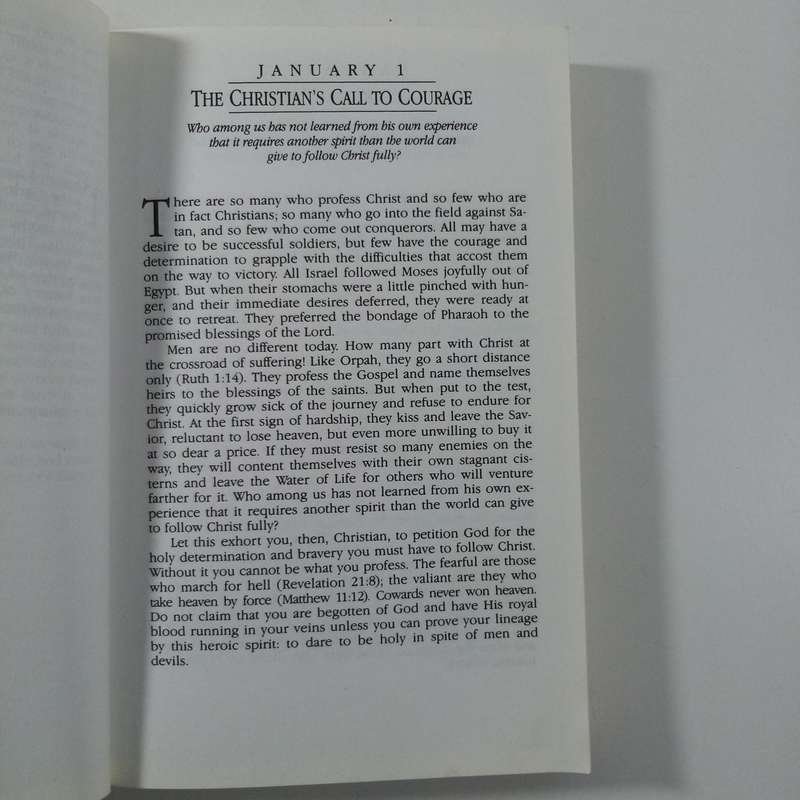 JANUARY 1
THE CHRISTIAN'S CALL TO COURAGE
Who among us has not learned from his own experience
that it requires another spirit than the world can
give to follow Christ fully?
There are so many who profess Christ and so few who are
in fact Christians; so many who go into the field against Sa-
tan, and so few who come out conquerors. All may have a
desire to be successful soldiers, but few have the courage and
determination to grapple with the difficulties that accost them
on the way to victory. All Israel followed Moses joyfully out of
Egypt. But when their stomachs were a little pinched with hun-
ger, and their immediate desires deferred, they were ready at
once to retreat. They preferred the bondage of Pharaoh to the
promised blessings of the Lord.
Men are no different today. How many part with Christ at
the crossroad of suffering! Like Orpah, they go a short distance
only (Ruth 1:14). They profess the Gospel and name themselves
heirs to the blessings of the saints. But when put to the test,
they quickly grow sick of the journey and refuse to endure for
Christ. At the first sign of hardship, they kiss and leave the Sav-
ior, reluctant to lose heaven, but even more unwilling to buy it
at so dear a price. If they must resist so many enemies on the
way, they will content themselves with their own stagnant cis-
terns and leave the Water of Life for others who will venture
farther for it. Who among us has not learned from his own ex-
perience that it requires another spirit than the world can give
to follow Christ fully?
Let this exhort you, then, Christian, to petition God for the
holy determination and bravery you must have to follow Christ.
Without it you cannot be what you profess. The fearful are those
who march for hell (Revelation 21:8); the valiant are they who
take heaven by force (Matthew 11:12). Cowards never won heaven.
Do not claim that you are begotten of God and have His royal
blood running in your veins unless you can prove your lineage
by this heroic spirit: to dare to be holy in spite of men and
devils.